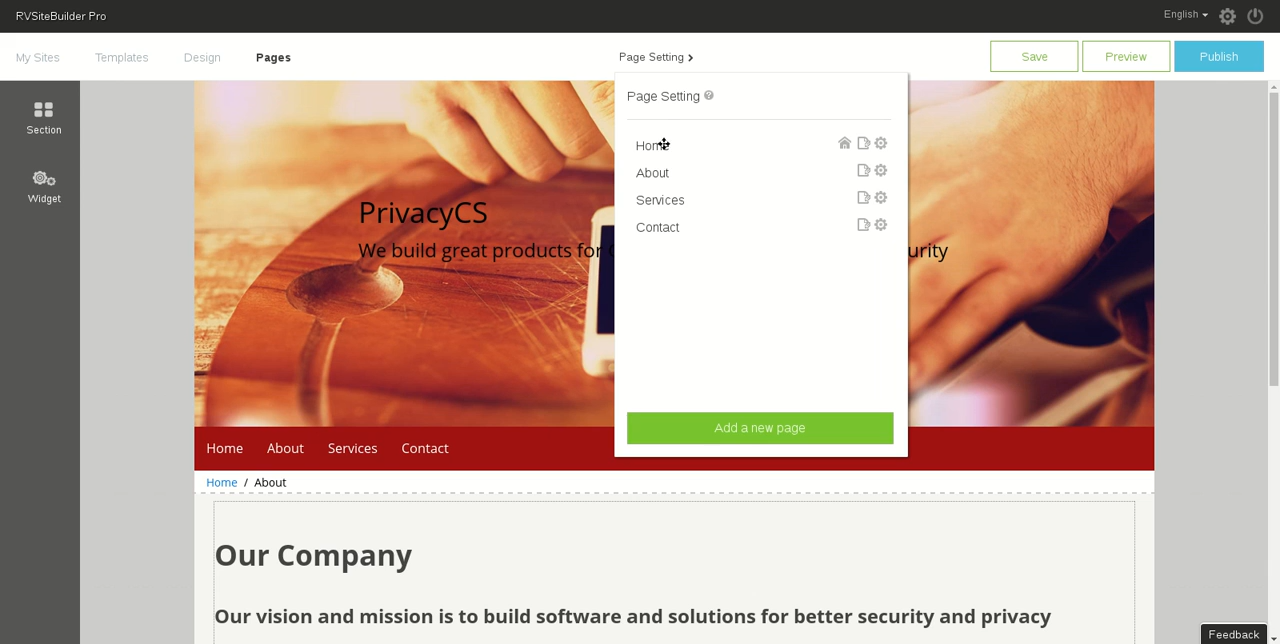 RVSiteBuilder Pro
English
My Sites
Templates
Design
Pages
Page Setting
Save
Preview
Publish
Section
Widget
Page Setting
Home
About
Services
Contact
Add a new page
PrivacyCS
We build great products for
Home
About
Services
Contact
Home / About
Our Company
Our vision and mission is to build software and solutions for better security and privacy
Feedback